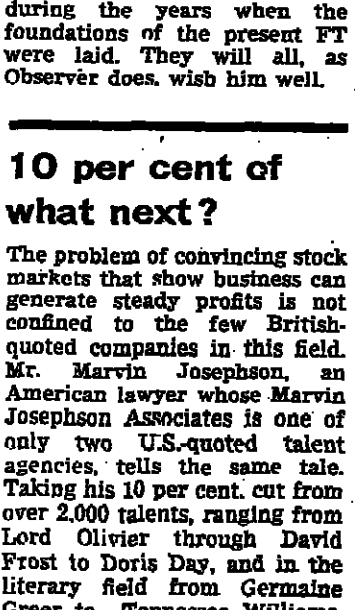 during the years when the
foundations of the present FT
were laid. They will all, as
Observer does, wish him well.
10 per cent of
what next?
The problem of convincing stock
markets that show business can
generate steady profits is not
confined to the few British-
quoted companies in this field.
Mr. Marvin Josephson, an
American lawyer whose Marvin
Josephson Associates is one of
only two U.S.-quoted talent
agencies, tells the same tale.
Taking his 10 per cent. cut from
over 2,000 talents, ranging from
Lord Olivier through David
Frost to Doris Day, and in the
literary field from Germaine
Greer to Tennessee Williams,